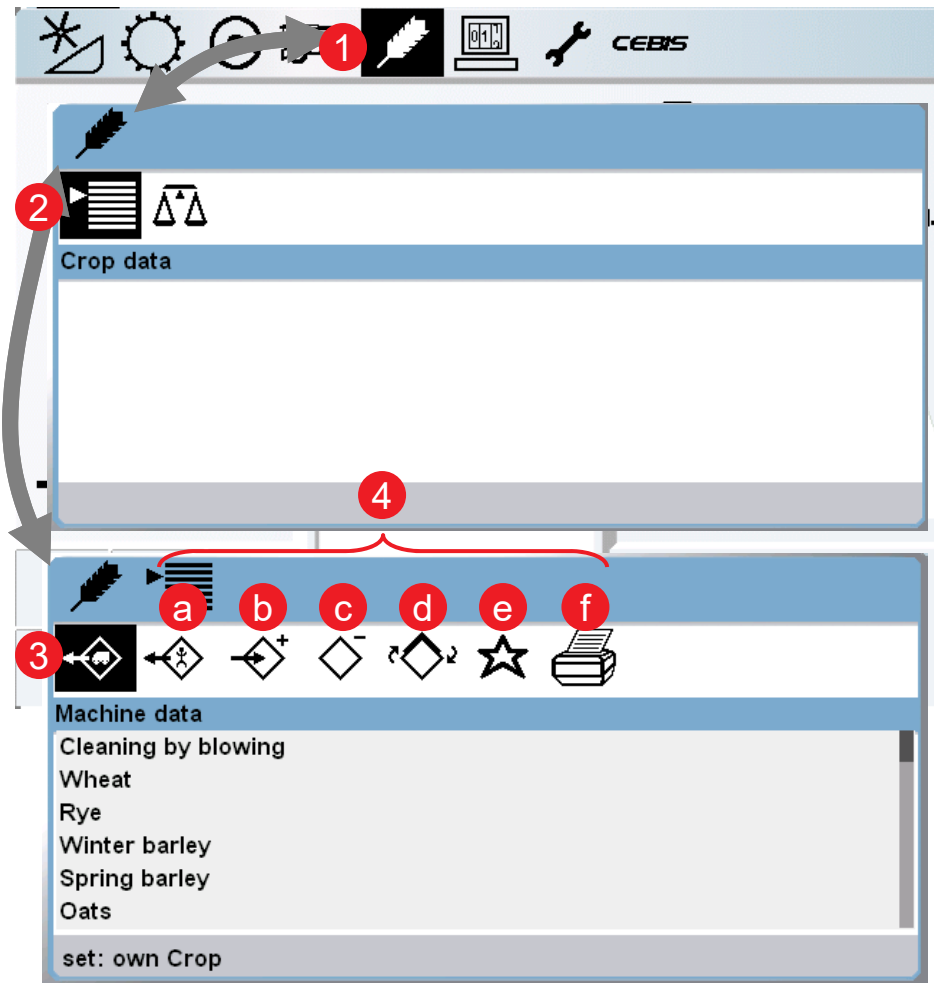 1
010
CEBIS
2
Crop data
4
a b c d e f
3
Machine data
Cleaning by blowing
Wheat
Rye
Winter barley
Spring barley
Oats
set: own Crop